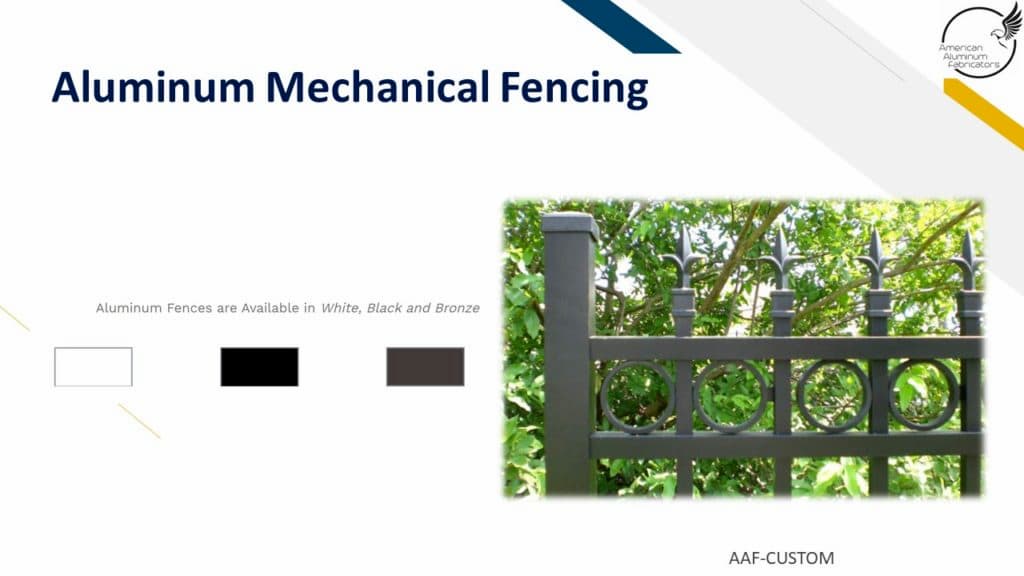 American
Aluminum
Fabricators
Aluminum Mechanical Fencing
Aluminum Fences are Available in White, Black and Bronze
AAF-CUSTOM